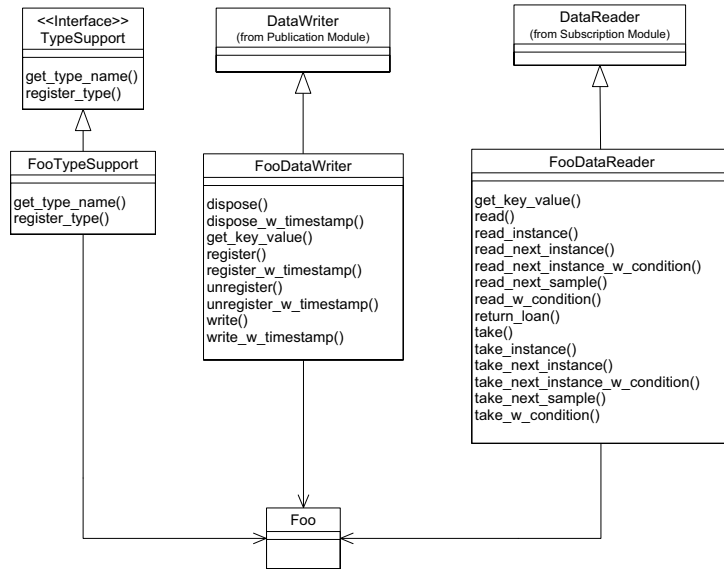 <<Interface>>
TypeSupport
get_type_name()
register_type()
DataWriter
(from Publication Module)
DataReader
(from Subscription Module)
FooTypeSupport
get_type_name()
register_type()
FooDataWriter
dispose()
dispose_w_timestamp()
get_key_value()
register()
register_w_timestamp()
unregister()
unregister_w_timestamp()
write()
write_w_timestamp()
FooDataReader
get_key_value()
read()
read_instance()
read_next_instance()
read_next_instance_w_condition()
read_next_sample()
read_w_condition()
return_loan()
take()
take_instance()
take_next_instance()
take_next_instance_w_condition()
take_next_sample()
take_w_condition()
Foo